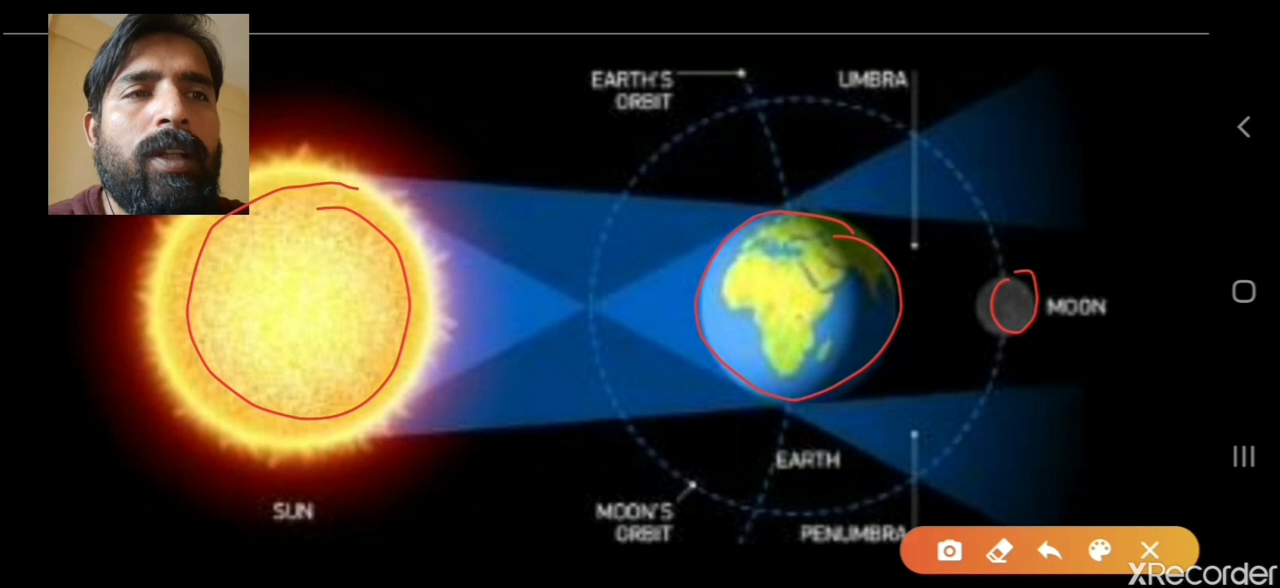 EARTH'S
ORBIT
UMBRA
MOON
EARTH
SUN
MOON'S
ORBIT
PENUMBRA
XRecorder